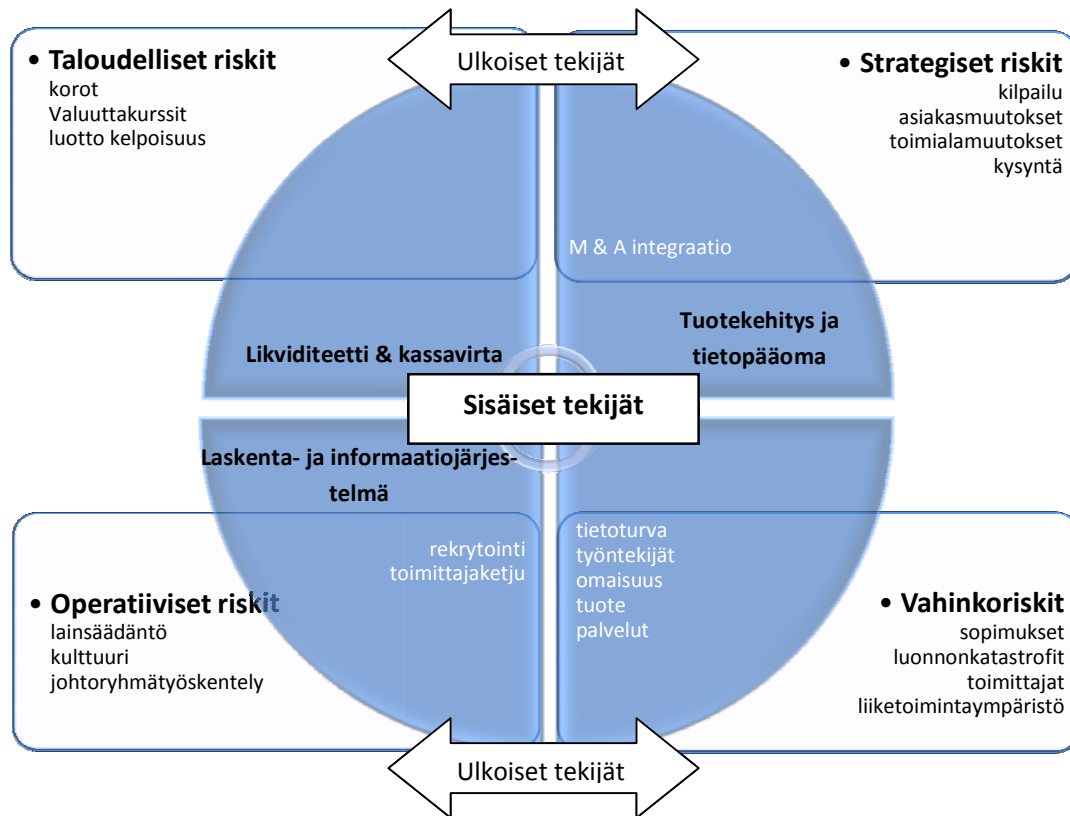 Ulkoiset tekijät
• Taloudelliset riskit
korot
Valuuttakurssit
luotto kelpoisuus
• Strategiset riskit
kilpailu
asiakasmuutokset
toimialamuutokset
kysyntä
M & A integraatio
Tuotekehitys ja
tietopääoma
Likviditeetti & kassavirta
Sisäiset tekijät
Laskenta- ja informaatiojärjes-
telmä
rekrytointi
toimittajaketju
tietoturva
työntekijät
omaisuus
tuote
palvelut
• Operatiiviset riskit
lainsäädäntö
kulttuuri
johtoryhmätyöskentely
• Vahinkoriskit
sopimukset
luonnonkatastrofit
toimittajat
liiketoimintaympäristö
Ulkoiset tekijät